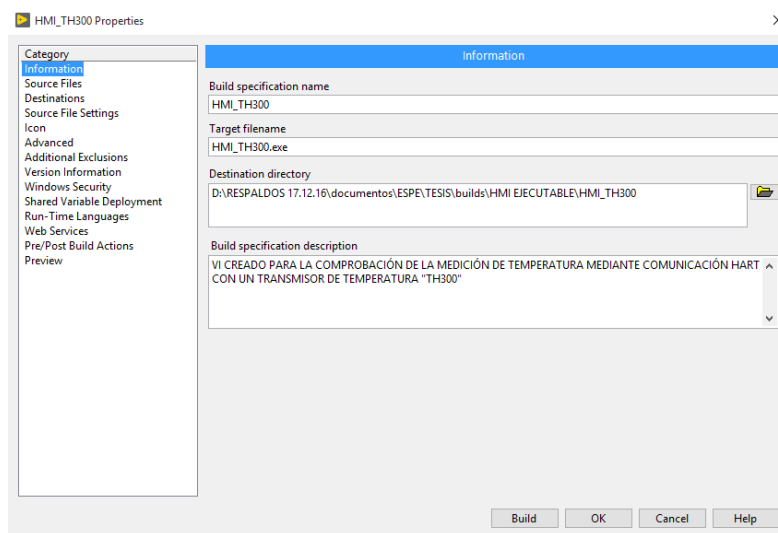 HMI_TH300 Properties
Category
Information
Source Files
Destinations
Source File Settings
Icon
Advanced
Additional Exclusions
Version Information
Windows Security
Shared Variable Deployment
Run-Time Languages
Web Services
Pre/Post Build Actions
Preview
Information
Build specification name
HMI_TH300
Target filename
HMI_TH300.exe
Destination directory
D:\RESPALDOS 17.12.16\documentos\ESPE\TESIS\builds\HMI EJECUTABLE\HMI_TH300
Build specification description
VI CREADO PARA LA COMPROBACIÓN DE LA MEDICIÓN DE TEMPERATURA MEDIANTE COMUNICACIÓN HART
CON UN TRANSMISOR DE TEMPERATURA "TH300"
Build
OK
Cancel
Help